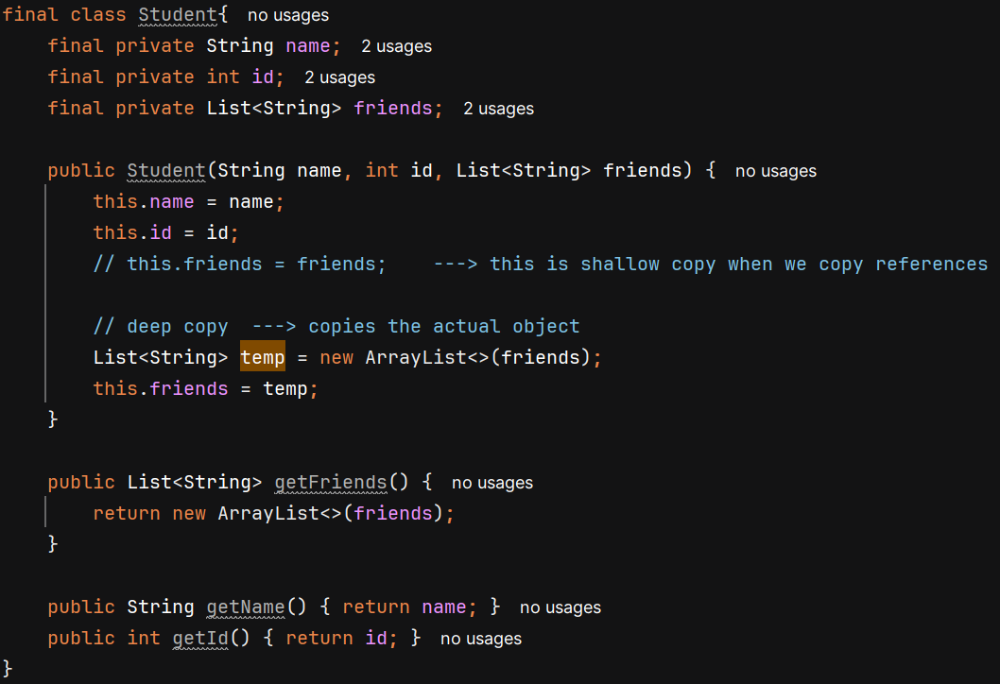 final class Student{ no usages
final private String name; 2 usages
final private int id; 2 usages
final private List<String> friends; 2 usages
public Student(String name, int id, List<String> friends) { no usages
this.name = name;
this.id = id;
// this.friends = friends; ---> this is shallow copy when we copy references
// deep copy ---> copies the actual object
List<String> temp = new ArrayList<>(friends);
this.friends = temp;
}
public List<String> getFriends() { no usages
return new ArrayList<>(friends);
}
public String getName() { return name; } no usages
public int getId() { return id; } no usages
}